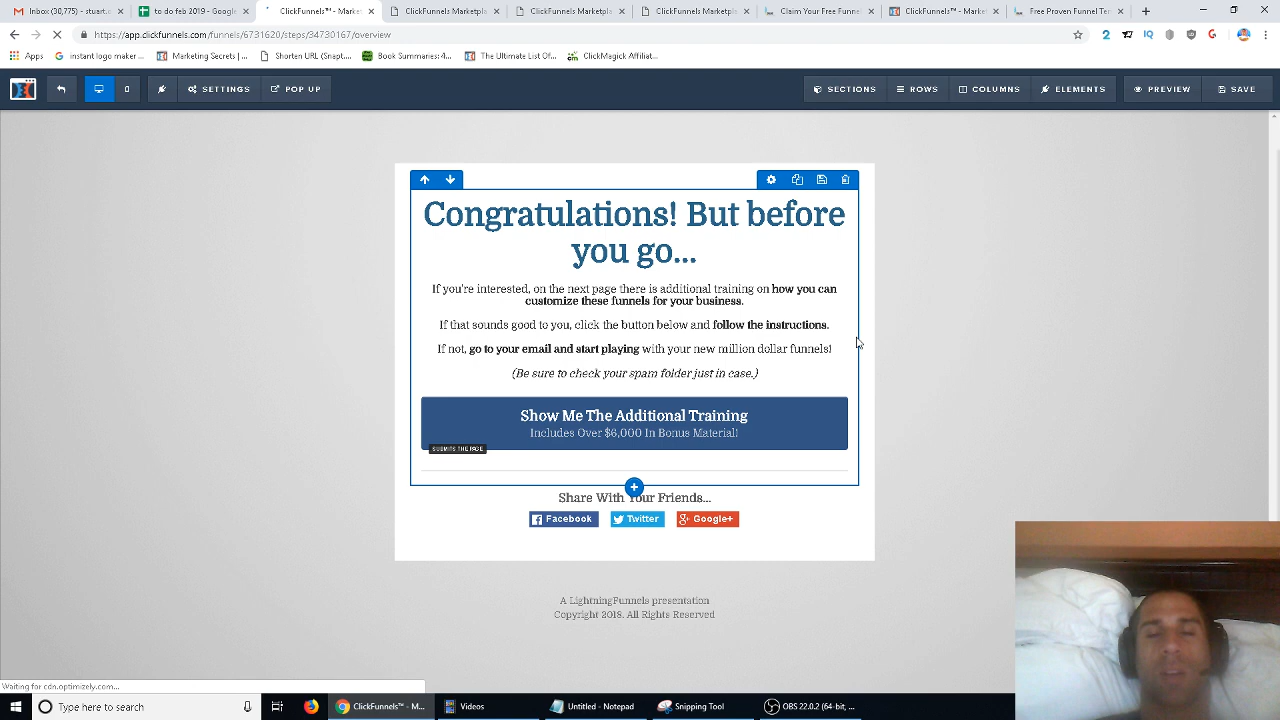 Inbox (30,775) - stuart.c
to do feb 2019 - Google
ClickFunnels™ - Market
ClickFunnels Marketpla
ClickFunnels Marketpla
ClickFunnels Marketpla
Claim Your Free Funnel
ClickFunnels™ - Market
Free Proven Funnel Tem
https://app.clickfunnels.com/funnels/6731620/steps/34730167/overview
Apps
instant logo maker ...
Marketing Secrets |...
Shorten URL (Snapt...
Book Summaries: 4...
The Ultimate List Of...
ClickMagick Affiliat...
SETTINGS
POP UP
SECTIONS
ROWS
COLUMNS
ELEMENTS
PREVIEW
SAVE
Congratulations! But before
you go...
If you're interested, on the next page there is additional training on how you can
customize these funnels for your business.
If that sounds good to you, click the button below and follow the instructions.
If not, go to your email and start playing with your new million dollar funnels!
(Be sure to check your spam folder just in case.)
Show Me The Additional Training
Includes Over $6,000 In Bonus Material!
SUBMITS THE PAGE
Share With Your Friends...
Facebook
Twitter
Google+
A LightningFunnels presentation
Copyright 2018. All Rights Reserved
Waiting for cdn.optimizely.com...
Type here to search
ClickFunnels™ - M...
Videos
Untitled - Notepad
Snipping Tool
OBS 22.0.2 (64-bit, ...